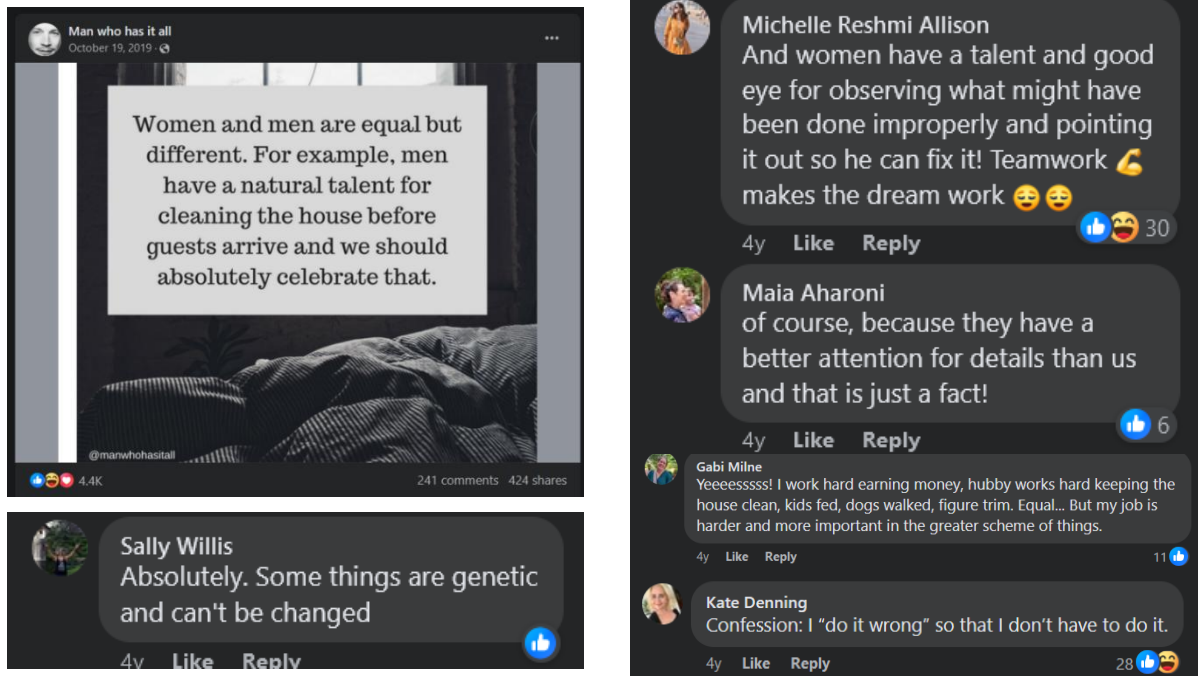 Man who has it all
October 19, 2019 ·
Women and men are equal but
different. For example, men
have a natural talent for
cleaning the house before
guests arrive and we should
absolutely celebrate that.
@manwhohasitall
4.4K 241 comments 424 shares
Sally Willis
Absolutely. Some things are genetic
and can't be changed
4y Like Reply
Michelle Reshmi Allison
And women have a talent and good
eye for observing what might have
been done improperly and pointing
it out so he can fix it! Teamwork 💪
makes the dream work 😌😌
30
4y Like Reply
Maia Aharoni
of course, because they have a
better attention for details than us
and that is just a fact!
6
4y Like Reply
Gabi Milne
Yeeeesssss! I work hard earning money, hubby works hard keeping the
house clean, kids fed, dogs walked, figure trim. Equal... But my job is
harder and more important in the greater scheme of things.
4y Like Reply 11
Kate Denning
Confession: I “do it wrong” so that I don’t have to do it.
4y Like Reply 28